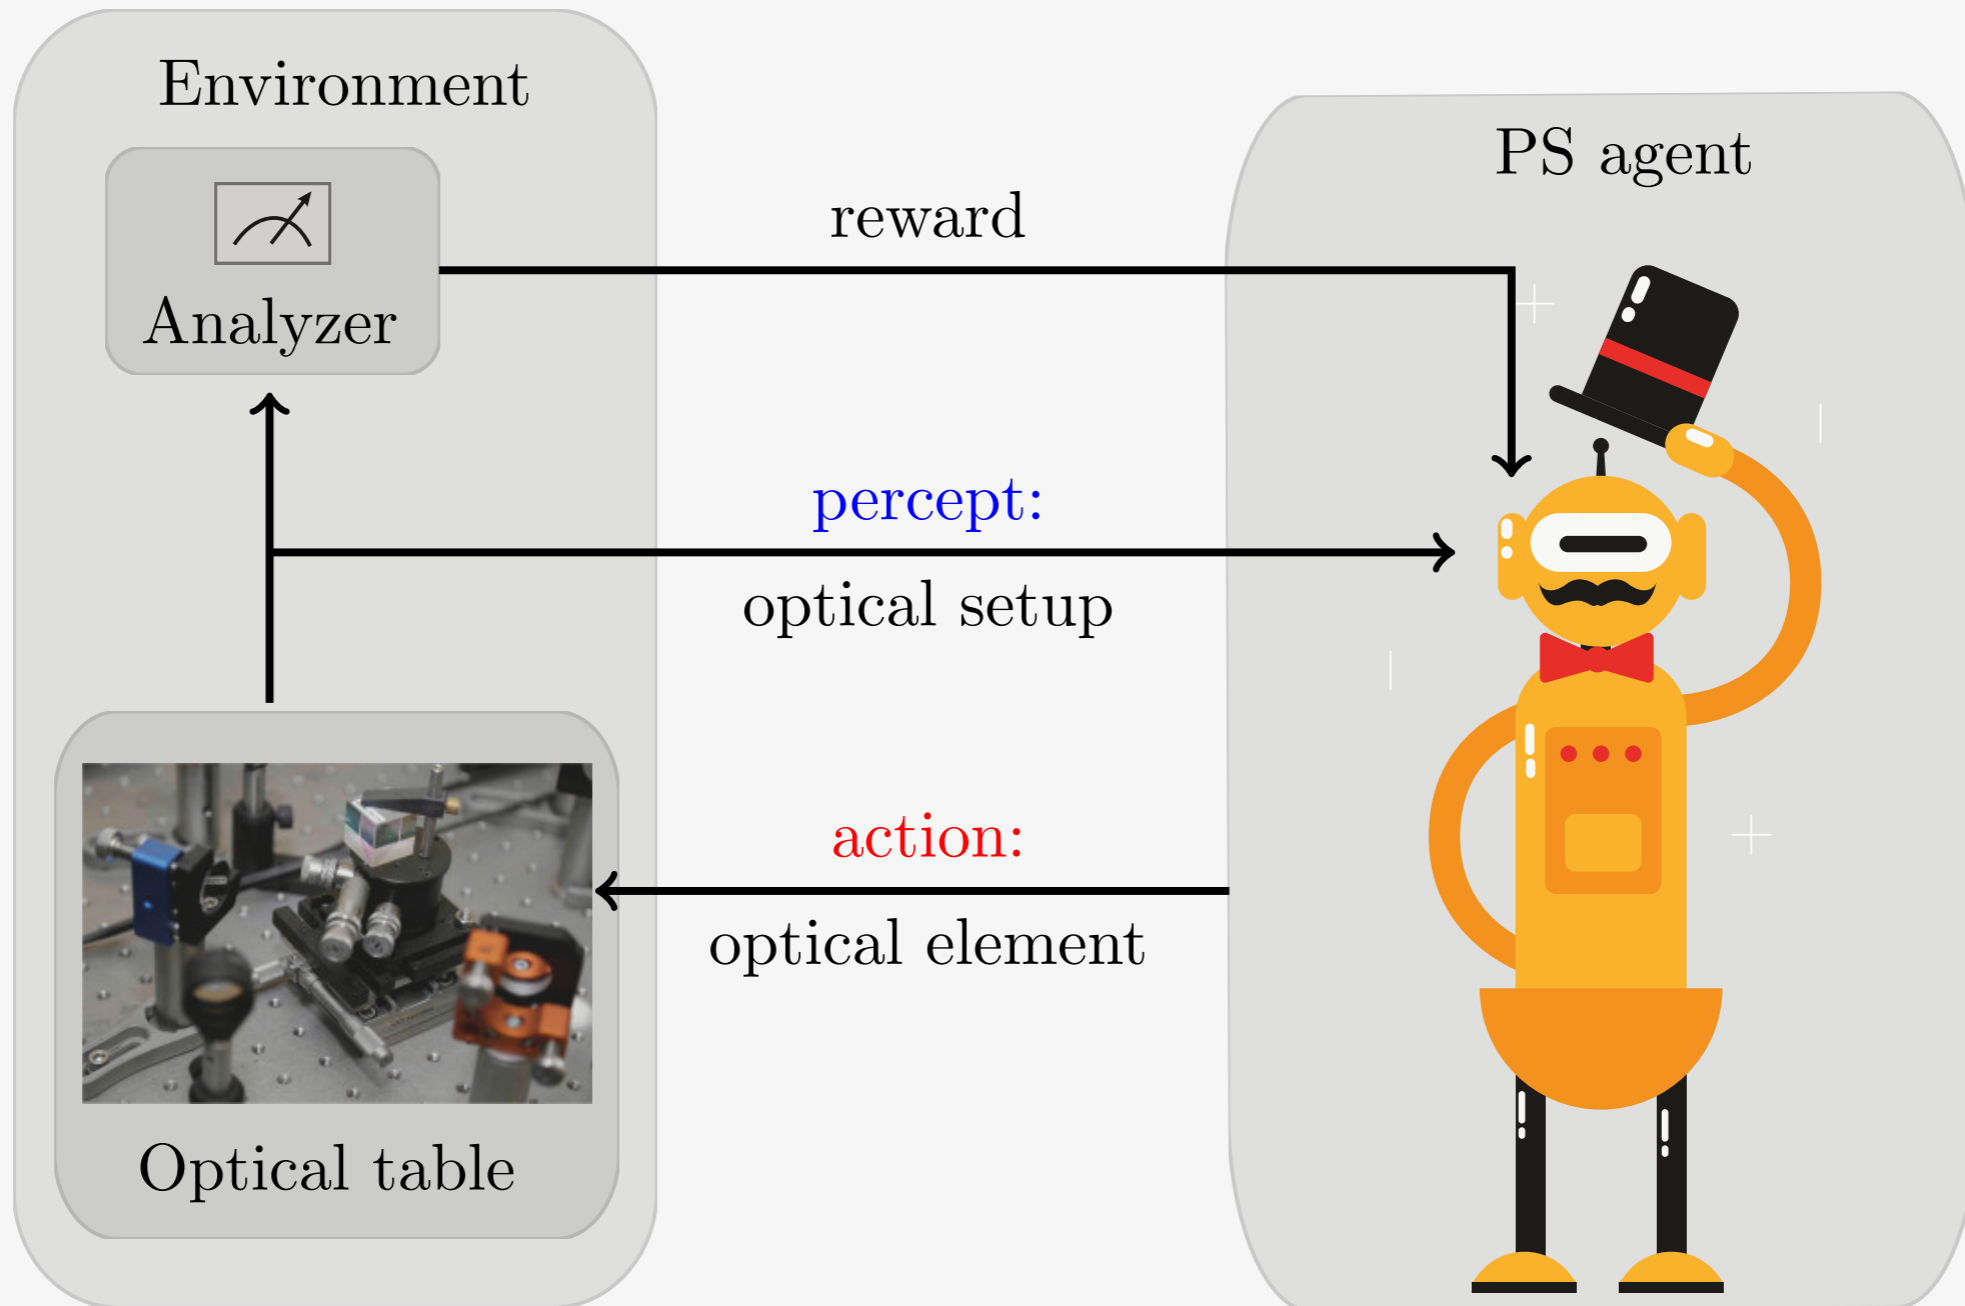 Environment
Analyzer
Optical table
reward
percept:
optical setup
action:
optical element
PS agent